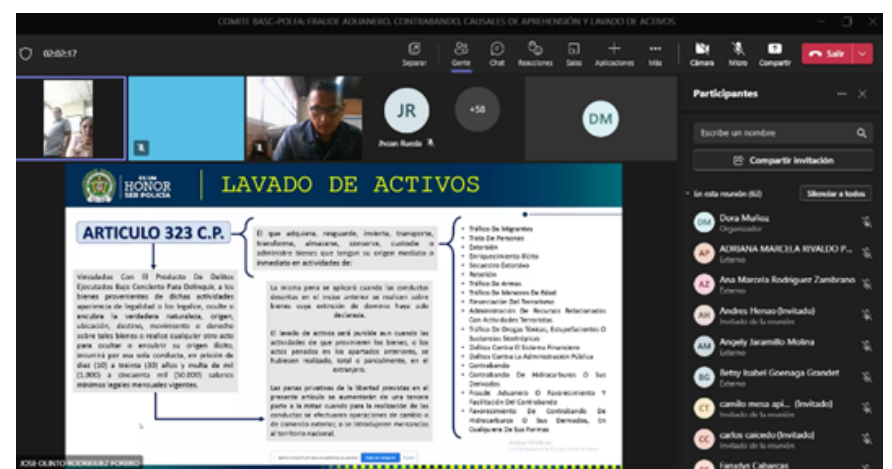 COMITE BASC-POLFA: FRAUDE ADUANERO, CONTRABANDO, CAUSALES DE APREHENSIÓN Y LAVADO DE ACTIVOS
02:02:17
Separar
Gente
Chat
Reacciones
Salas
Aplicaciones
Más
Cámara
Micro
Compartir
Salir
JR
Jhoan Rueda
+58
DM
ES UN
HONOR
SER POLICÍA
LAVADO DE ACTIVOS
ARTICULO 323 C.P.
El que adquiera, resguarde, invierta, transporte,
transforme, almacene, conserve, custodie o
administre bienes que tengan su origen mediato o
inmediato en actividades de:
Vinculados Con El Producto De Delitos
Ejecutados Bajo Concierto Para Delinquir, a los
bienes provenientes de dichas actividades
apariencia de legalidad o los legalice, oculte o
encubra la verdadera naturaleza, origen,
ubicación, destino, movimiento o derecho
sobre tales bienes o realice cualquier otro acto
para ocultar o encubrir su origen ilícito,
incurrirá por esa sola conducta, en prisión de
diez (10) a treinta (30) años y multa de mil
(1.000) a cincuenta mil (50.000) salarios
mínimos legales mensuales vigentes.
La misma pena se aplicará cuando las conductas
descritas en el inciso anterior se realicen sobre
bienes cuya extinción de dominio haya sido
declarada.
El lavado de activos será punible aun cuando las
actividades de que provinieren los bienes, o los
actos penados en los apartados anteriores, se
hubiesen realizado, total o parcialmente, en el
extranjero.
Las penas privativas de la libertad previstas en el
presente artículo se aumentarán de una tercera
parte a la mitad cuando para la realización de las
conductas se efectuaren operaciones de cambio o
de comercio exterior, o se introdujeren mercancías
al territorio nacional.
• Tráfico De Migrantes
• Trata De Personas
• Extorsión
• Enriquecimiento Ilícito
• Secuestro Extorsivo
• Rebelión
• Tráfico De Armas
• Tráfico De Menores De Edad
• Financiación Del Terrorismo
• Administración De Recursos Relacionados
Con Actividades Terroristas
• Tráfico De Drogas Tóxicas, Estupefacientes O
Sustancias Sicotrópicas
• Delitos Contra El Sistema Financiero
• Delitos Contra La Administración Pública
• Contrabando
• Contrabando De Hidrocarburos O Sus
Derivados
• Fraude Aduanero O Favorecimiento Y
Facilitación Del Contrabando
• Favorecimiento De Contrabando De
Hidrocarburos O Sus Derivados, En
Cualquiera De Sus Formas
JOSE OLINTO RODRIGUEZ FORERO
Participantes
Escribe un nombre
Compartir invitación
En esta reunión (62)
Silenciar a todos
DM
Dora Muñoz
Organizador
AP
ADRIANA MARCELA RIVALDO P...
Externo
AZ
Ana Marcela Rodriguez Zambrano
Externo
AH
Andres Henao (Invitado)
Invitado de la reunión
AM
Angely Jaramillo Molina
Externo
BG
Betsy Isabel Goenaga Grandet
Externo
CT
camilo mesa api... (Invitado)
Invitado de la reunión
CC
carlos caicedo (Invitado)
Invitado de la reunión
Fanadys Cabarcas